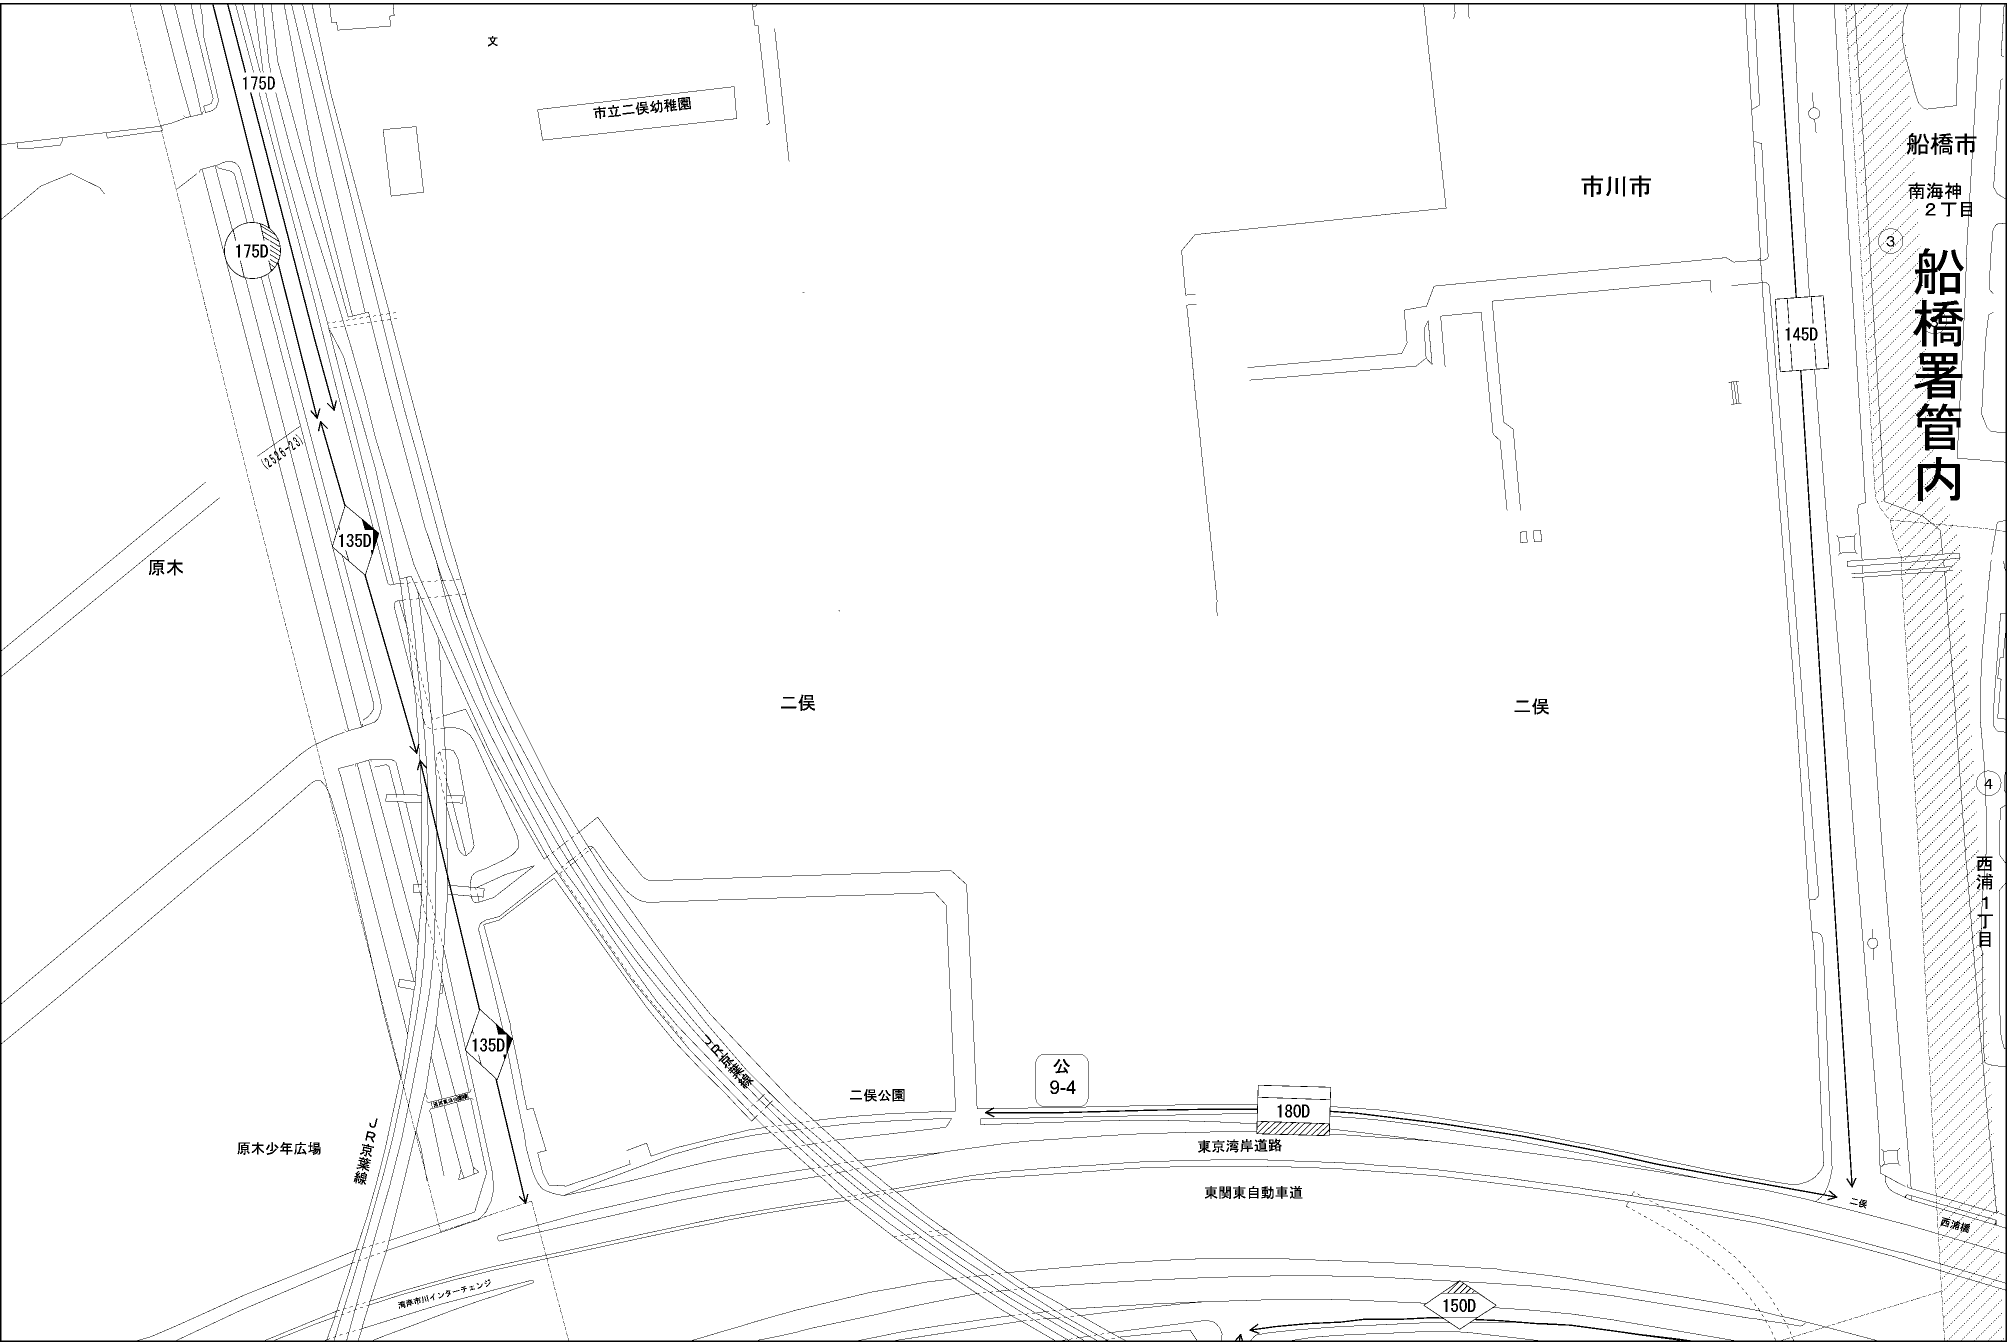 文
175D
市立二俣幼稚園
船橋市
市川市
南海神
２丁目
3
175D
船橋署管内
145D
(2526-23)
135D
原木
二俣
二俣
4
西浦１丁目
135D
JR京葉線
公
9-4
二俣公園
180D
原木少年広場
JR京葉線
東京湾岸道路
東関東自動車道
二俣
西浦橋
湾岸市川インターチェンジ
150D